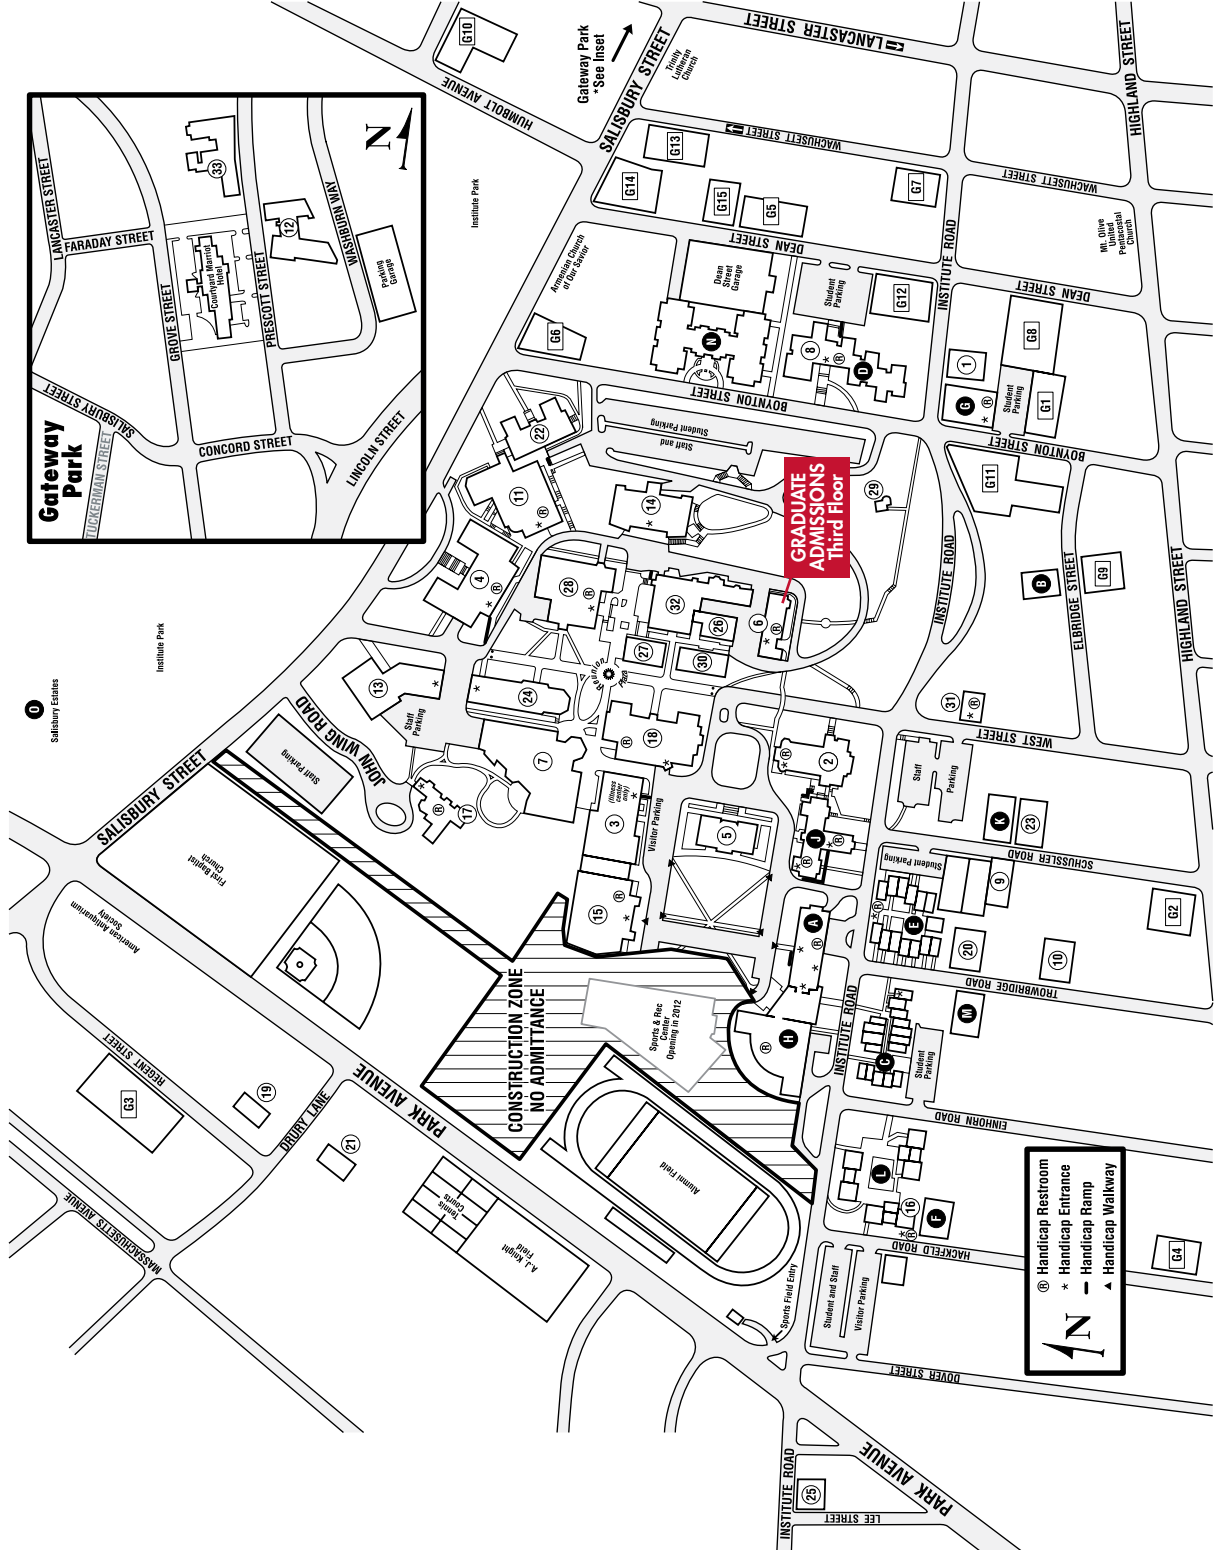 Gateway
Park
TUCKERMAN STREET
SALISBURY STREET
LANCASTER STREET
FARADAY STREET
GROVE STREET
CONCORD STREET
PRESCOTT STREET
LINCOLN STREET
WASHBURN WAY
Courtyard Marriot
Hotel
Parking
Garage
33
12
N
G10
HUMBOLT AVENUE
Gateway Park
*See Inset
SALISBURY STREET
Trinity
Lutheran
Church
LANCASTER STREET
HIGHLAND STREET
WACHUSETT STREET
WACHUSETT STREET
G13
G14
G15
G5
G7
Institute Park
Armenian Church
of Our Savior
DEAN STREET
DEAN STREET
INSTITUTE ROAD
Mt. Olive
United
Pentacostal
Church
Dean
Street
Garage
Student
Parking
G12
G6
N
8
*
R
D
BOYNTON STREET
BOYNTON STREET
1
G
R
*
G8
Student
Parking
G1
G11
22
11
R
*
Staff and
Student Parking
14
*
29
GRADUATE
ADMISSIONS
Third Floor
4
*
R
28
R
*
32
26
27
30
6
*
R
Reunion
Plaza
INSTITUTE ROAD
B
G9
ELBRIDGE STREET
HIGHLAND STREET
Institute Park
O
Salisbury Estates
13
*
Staff
Parking
24
*
18
R
*
31
R
*
WEST STREET
SALISBURY STREET
JOHN WING ROAD
Staff Parking
17
R
*
7
3
(fitness
center
only)
*
Visitor Parking
5
2
R
*
J
R
*
R
*
Staff
Parking
K
23
SCHUSSLER ROAD
First Baptist
Church
American Antiquarian
Society
15
R
*
A
R
*
*
*
Student Parking
R
*
E
9
20
10
G2
TROWBRIDGE ROAD
CONSTRUCTION ZONE
NO ADMITTANCE
Sports & Rec
Center
Opening in 2012
H
R
INSTITUTE ROAD
*
C
M
Student
Parking
EINHORN ROAD
REGENT STREET
G3
19
DRURY LANE
21
PARK AVENUE
MASSACHUSETTS AVENUE
Tennis
Courts
A.J. Knight
Field
Alumni Field
L
16
*
R
F
HACKFELD ROAD
G4
Sports Field Entry
Student and Staff
Visitor Parking
DOVER STREET
N
R Handicap Restroom
* Handicap Entrance
Handicap Ramp
▲ Handicap Walkway
INSTITUTE ROAD
25
LEE STREET
PARK AVENUE